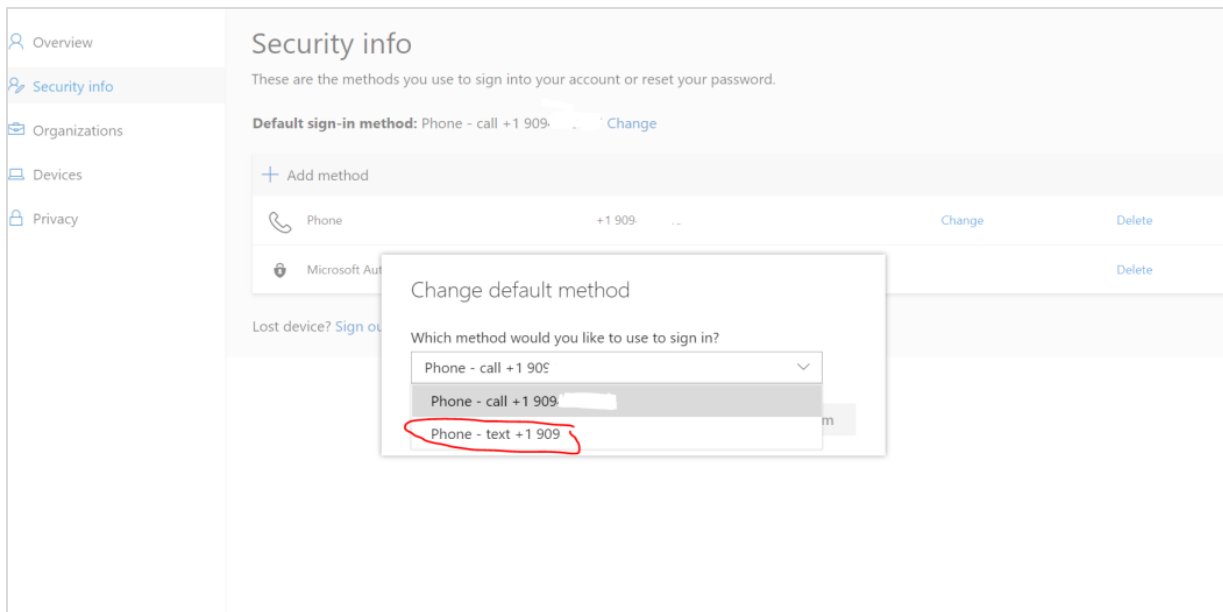 Overview
Security info
Organizations
Devices
Privacy
Security info
These are the methods you use to sign into your account or reset your password.
Default sign-in method: Phone - call +1 909 Change
Add method
Phone +1 909 Change Delete
Microsoft Delete
Lost device? Sign
Change default method
Which method would you like to use to sign in?
Phone - call +1 909
Phone - call +1 909
Phone - text +1 909